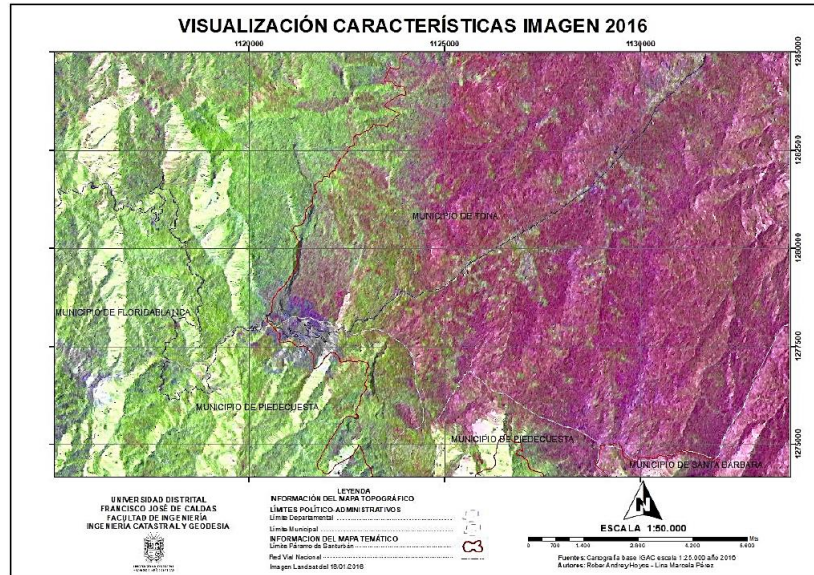 VISUALIZACIÓN CARACTERÍSTICAS IMAGEN 2016
1120000
1125000
1130000
1285000
1282500
1280000
1277500
1275000
MUNICIPIO DE TONA
MUNICIPIO DE FLORIDABLANCA
MUNICIPIO DE PIEDECUESTA
MUNICIPIO DE PIEDECUESTA
MUNICIPIO DE SANTA BÁRBARA
UNIVERSIDAD DISTRITAL
FRANCISCO JOSÉ DE CALDAS
FACULTAD DE INGENIERÍA
INGENIERÍA CATASTRAL Y GEODESIA
LEYENDA
INFORMACIÓN DEL MAPA TOPOGRÁFICO
LÍMITES POLÍTICO-ADMINISTRATIVOS
Límite Departamental
Límite Municipal
INFORMACION DEL MAPA TEMÁTICO
Límite Páramo de Santurbán
Red Vial Nacional
Imagen Landsat del 18/01/2016
N
ESCALA 1:50.000
0 700 1.400 2.800 4.200 5.600
Fuentes: Cartografía base IGAC escala 1:25.000 año 2016
Autores: Rober Andrey Hoyos - Lina Marcela Pérez